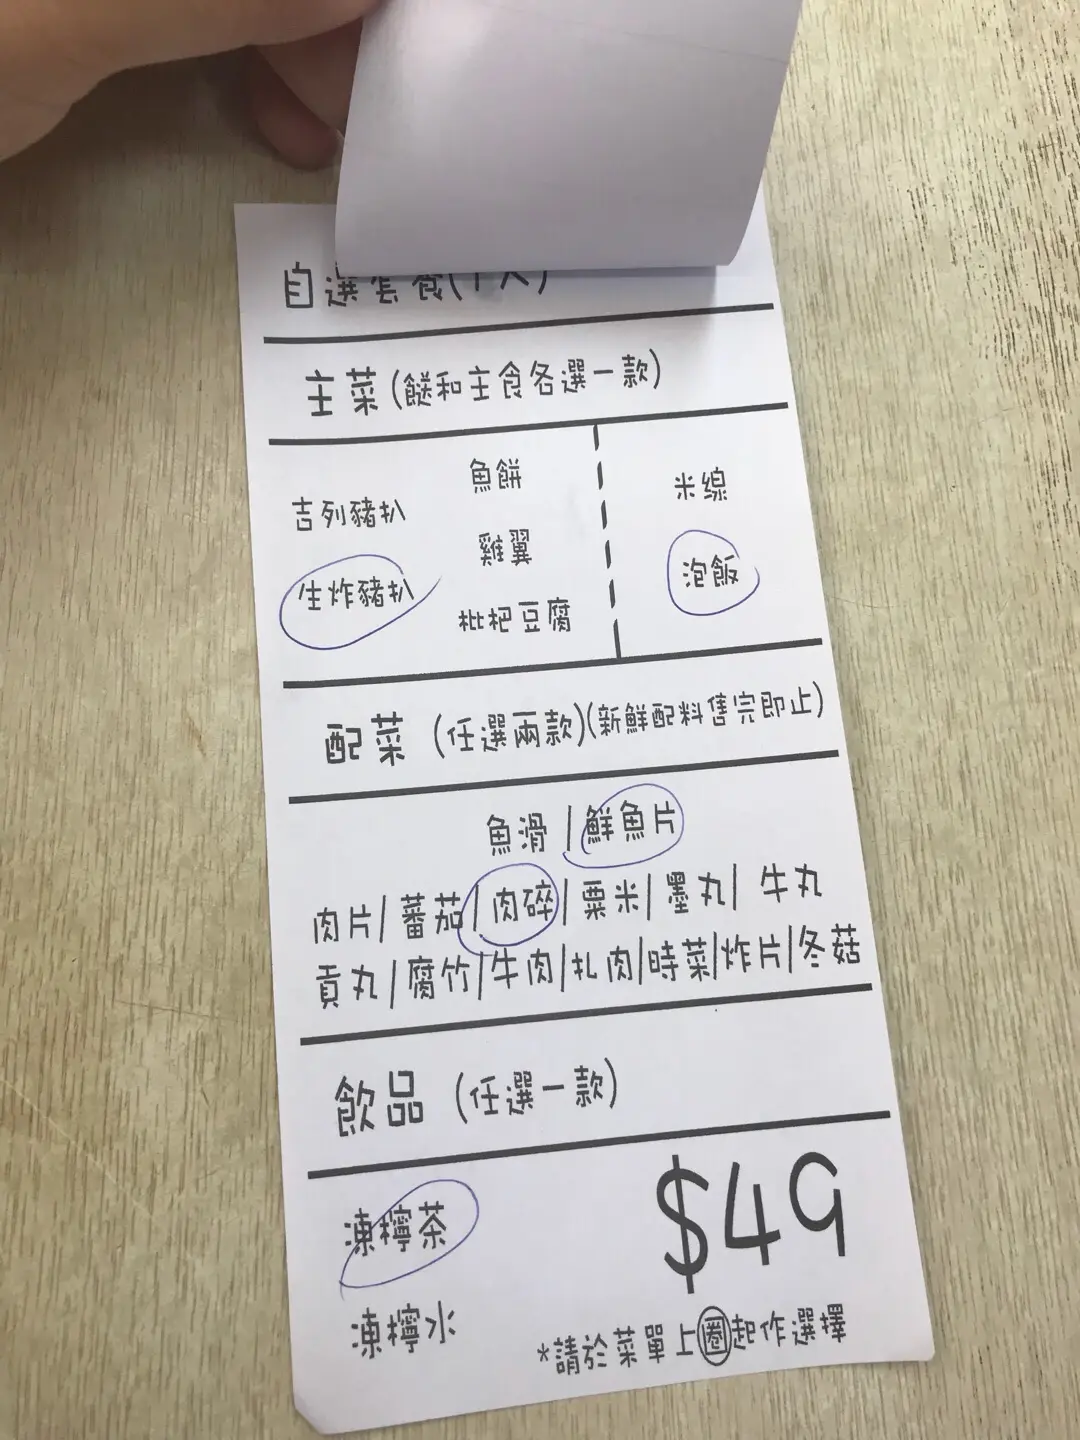 自選套餐(1人)
主菜(餸和主食各選一款)
吉列豬扒
生炸豬扒
魚餅
雞翼
枇杷豆腐
米線
泡飯
配菜 (任選兩款)(新鮮配料售完即止)
魚滑 / 鮮魚片
肉片/蕃茄/肉碎/粟米/墨丸/ 牛丸
貢丸/腐竹/牛肉/扎肉/時菜/炸片/冬菇
飲品 (任選一款)
凍檸茶
凍檸水
$49
*請於菜單上圈起作選擇